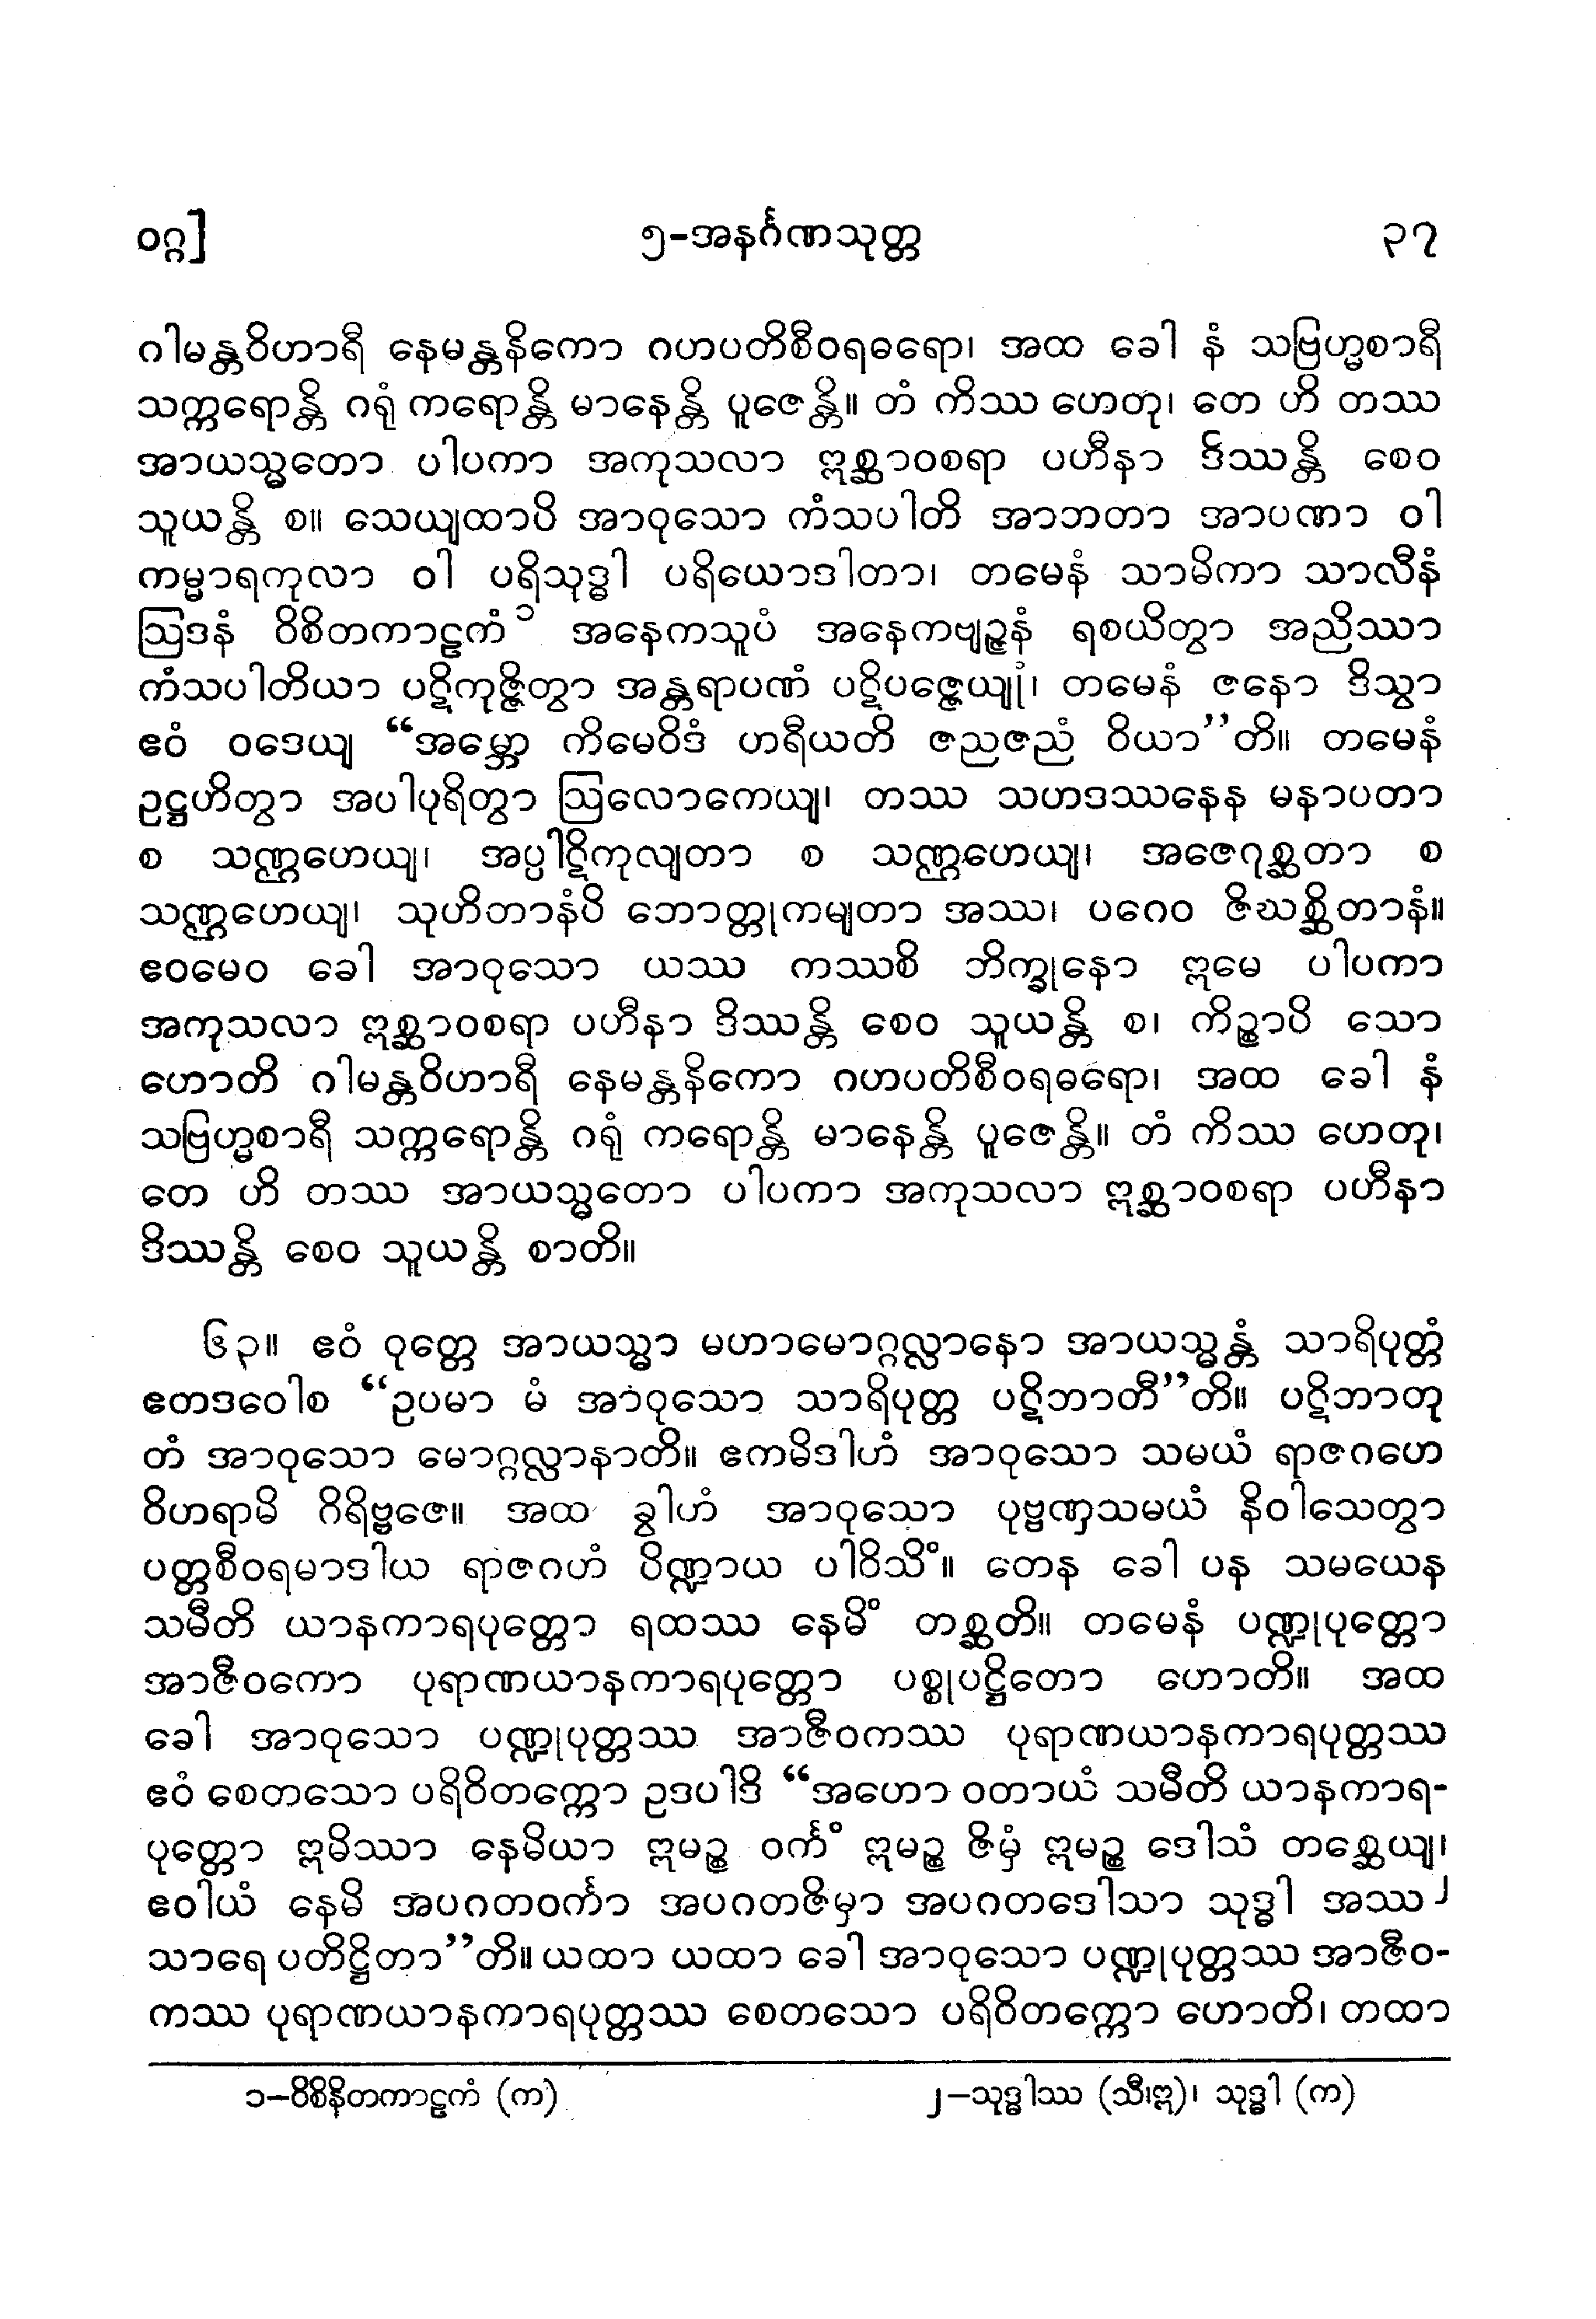 ဝဂ္ဂ]
၅-အနင်္ဂဏသုတ္တ
၃၇
ဂါမန္တဝိဟာရီ နေမန္တနိကော ဂဟပတိစီဝရဓရော၊ အထ ခေါ နံ သဗြဟ္မစာရီ
သက္ကရောန္တိ ဂရုံ ကရောန္တိ မာနေန္တိ ပူဇေန္တိ။ တံ ကိဿ ဟေတု၊ တေ ဟိ တဿ
အာယသ္မတော ပါပကာ အကုသလာ ဣစ္ဆာဝစရာ ပဟီနာ ဒိဿန္တိ စေဝ
သူယန္တိ စ။ သေယျထာပိ အာဝုသော ကံသပါတိ အာဘတာ အာပဏာ ဝါ
ကမ္မာရကုလာ ဝါ ပရိသုဒ္ဓါ ပရိယောဒါတာ၊ တမေနံ သာမိကာ သာလီနံ
ဩဒနံ ဝိစိတကာဠကံ၁ အနေကသူပံ အနေကဗျဉ္ဇနံ ရစယိတွာ အညိဿာ
ကံသပါတိယာ ပဋိကုဇ္ဇိတွာ အန္တရာပဏံ ပဋိပဇ္ဇေယျုံ၊ တမေနံ ဇနော ဒိသွာ
ဧဝံ ဝဒေယျ “အမ္ဘော ကိမေဝိဒံ ဟရီယတိ ဇညဇညံ ဝိယာ”တိ။ တမေနံ
ဥဋ္ဌဟိတွာ အပါပုရိတွာ ဩလောကေယျ၊ တဿ သဟဒဿနေန မနာပတာ
စ သဏ္ဌဟေယျ၊ အပ္ပါဋိကုလျတာ စ သဏ္ဌဟေယျ၊ အဇေဂုစ္ဆတာ စ
သဏ္ဌဟေယျ၊ သုဟိတာနံပိ ဘောတ္တုကမျတာ အဿ၊ ပဂေဝ ဇိဃစ္ဆိတာနံ။
ဧဝမေဝ ခေါ အာဝုသော ယဿ ကဿစိ ဘိက္ခုနော ဣမေ ပါပကာ
အကုသလာ ဣစ္ဆာဝစရာ ပဟီနာ ဒိဿန္တိ စေဝ သူယန္တိ စ၊ ကိဉ္စာပိ သော
ဟောတိ ဂါမန္တဝိဟာရီ နေမန္တနိကော ဂဟပတိစီဝရဓရော၊ အထ ခေါ နံ
သဗြဟ္မစာရီ သက္ကရောန္တိ ဂရုံ ကရောန္တိ မာနေန္တိ ပူဇေန္တိ။ တံ ကိဿ ဟေတု၊
တေ ဟိ တဿ အာယသ္မတော ပါပကာ အကုသလာ ဣစ္ဆာဝစရာ ပဟီနာ
ဒိဿန္တိ စေဝ သူယန္တိ စာတိ။
၆၃။ ဧဝံ ဝုတ္တေ အာယသ္မာ မဟာမောဂ္ဂလ္လာနော အာယသ္မန္တံ သာရိပုတ္တံ
ဧတဒဝေါစ “ဥပမာ မံ အာဝုသော သာရိပုတ္တ ပဋိဘာတီ”တိ။ ပဋိဘာတု
တံ အာဝုသော မောဂ္ဂလ္လာနာတိ။ ဧကမိဒါဟံ အာဝုသော သမယံ ရာဇဂဟေ
ဝိဟရာမိ ဂိရိဗ္ဗဇေ။ အထ ခွါဟံ အာဝုသော ပုဗ္ဗဏှသမယံ နိဝါသေတွာ
ပတ္တစီဝရမာဒါယ ရာဇဂဟံ ပိဏ္ဍာယ ပါဝိသိံ။ တေန ခေါ ပန သမယေန
သမီတိ ယာနကာရပုတ္တော ရထဿ နေမိံ တစ္ဆတိ။ တမေနံ ပဏ္ဍုပုတ္တော
အာဇီဝကော ပုရာဏယာနကာရပုတ္တော ပစ္စုပဋ္ဌိတော ဟောတိ။ အထ
ခေါ အာဝုသော ပဏ္ဍုပုတ္တဿ အာဇီဝကဿ ပုရာဏယာနကာရပုတ္တဿ
ဧဝံ စေတသော ပရိဝိတက္ကော ဥဒပါဒိ “အဟော ဝတာယံ သမီတိ ယာနကာရ-
ပုတ္တော ဣမိဿာ နေမိယာ ဣမဉ္စ ဝင်္ကံ ဣမဉ္စ ဇိမှံ ဣမဉ္စ ဒေါသံ တစ္ဆေယျ၊
ဧဝါယံ နေမိ အပဂတဝင်္ကာ အပဂတဇိမှာ အပဂတဒေါသာ သုဒ္ဓါ အဿ၂
သာရေ ပတိဋ္ဌိတာ”တိ။ ယထာ ယထာ ခေါ အာဝုသော ပဏ္ဍုပုတ္တဿ အာဇီဝ-
ကဿ ပုရာဏယာနကာရပုတ္တဿ စေတသော ပရိဝိတက္ကော ဟောတိ၊ တထာ
၁–ဝိစိနိတကာဠကံ (က)
၂–သုဒ္ဓါဿ (သီ၊ဣ)၊ သုဒ္ဓါ (က)